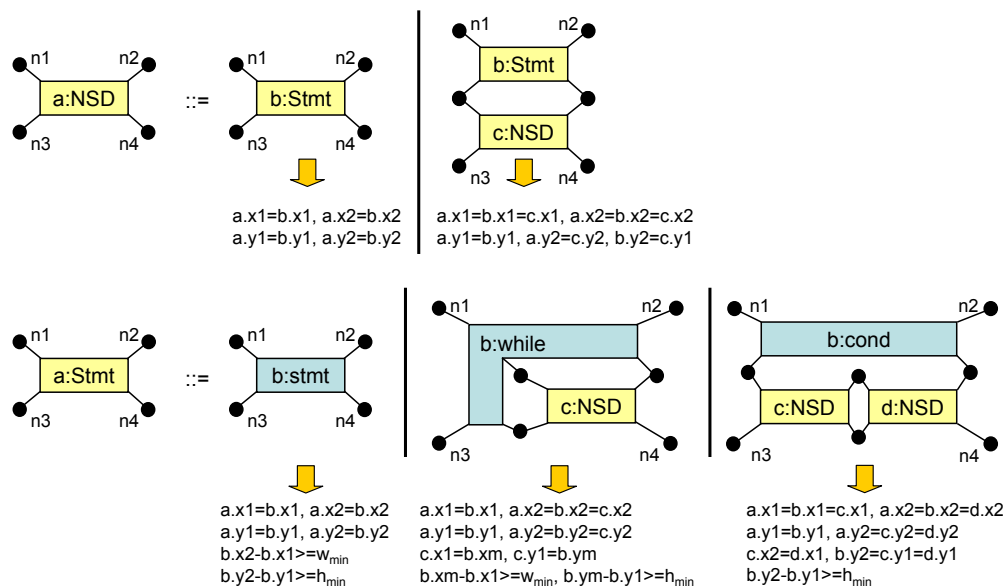 n1 n2
a:NSD
n3 n4
::=
n1 n2
b:Stmt
n3 n4
a.x1=b.x1, a.x2=b.x2
a.y1=b.y1, a.y2=b.y2
n1 n2
b:Stmt
c:NSD
n3 n4
a.x1=b.x1=c.x1, a.x2=b.x2=c.x2
a.y1=b.y1, a.y2=c.y2, b.y2=c.y1
n1 n2
a:Stmt
n3 n4
::=
n1 n2
b:stmt
n3 n4
a.x1=b.x1, a.x2=b.x2
a.y1=b.y1, a.y2=b.y2
b.x2-b.x1>=wmin
b.y2-b.y1>=hmin
n1 n2
b:while
c:NSD
n3 n4
a.x1=b.x1, a.x2=b.x2=c.x2
a.y1=b.y1, a.y2=b.y2=c.y2
c.x1=b.xm, c.y1=b.ym
b.xm-b.x1>=wmin, b.ym-b.y1>=hmin
n1 n2
b:cond
c:NSD d:NSD
n3 n4
a.x1=b.x1=c.x1, a.x2=b.x2=d.x2
a.y1=b.y1, a.y2=c.y2=d.y2
c.x2=d.x1, b.y2=c.y1=d.y1
b.y2-b.y1>=hmin